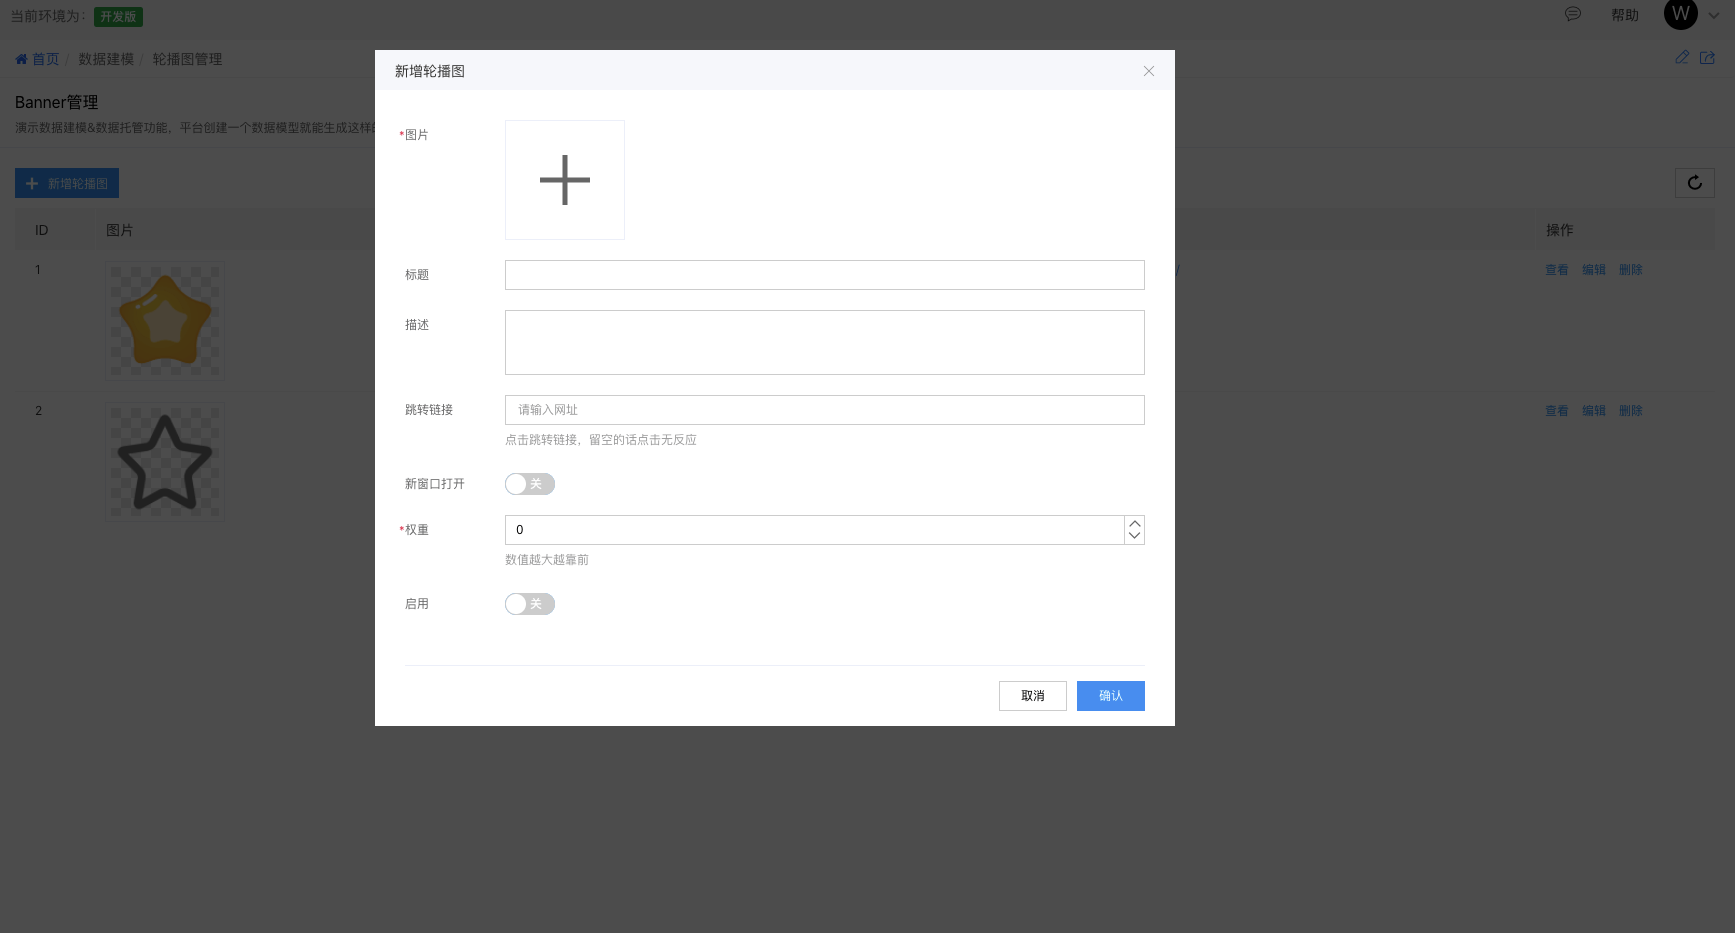 当前环境为： 开发版
帮助 W
首页 / 数据建模 / 轮播图管理
Banner管理
演示数据建模&数据托管功能，平台创建一个数据模型就能生成这样
新增轮播图
ID 图片 操作
1 / 查看 编辑 删除
2 查看 编辑 删除
新增轮播图
*图片
标题
描述
跳转链接 请输入网址
点击跳转链接，留空的话点击无反应
新窗口打开 关
*权重 0
数值越大越靠前
启用 关
取消 确认